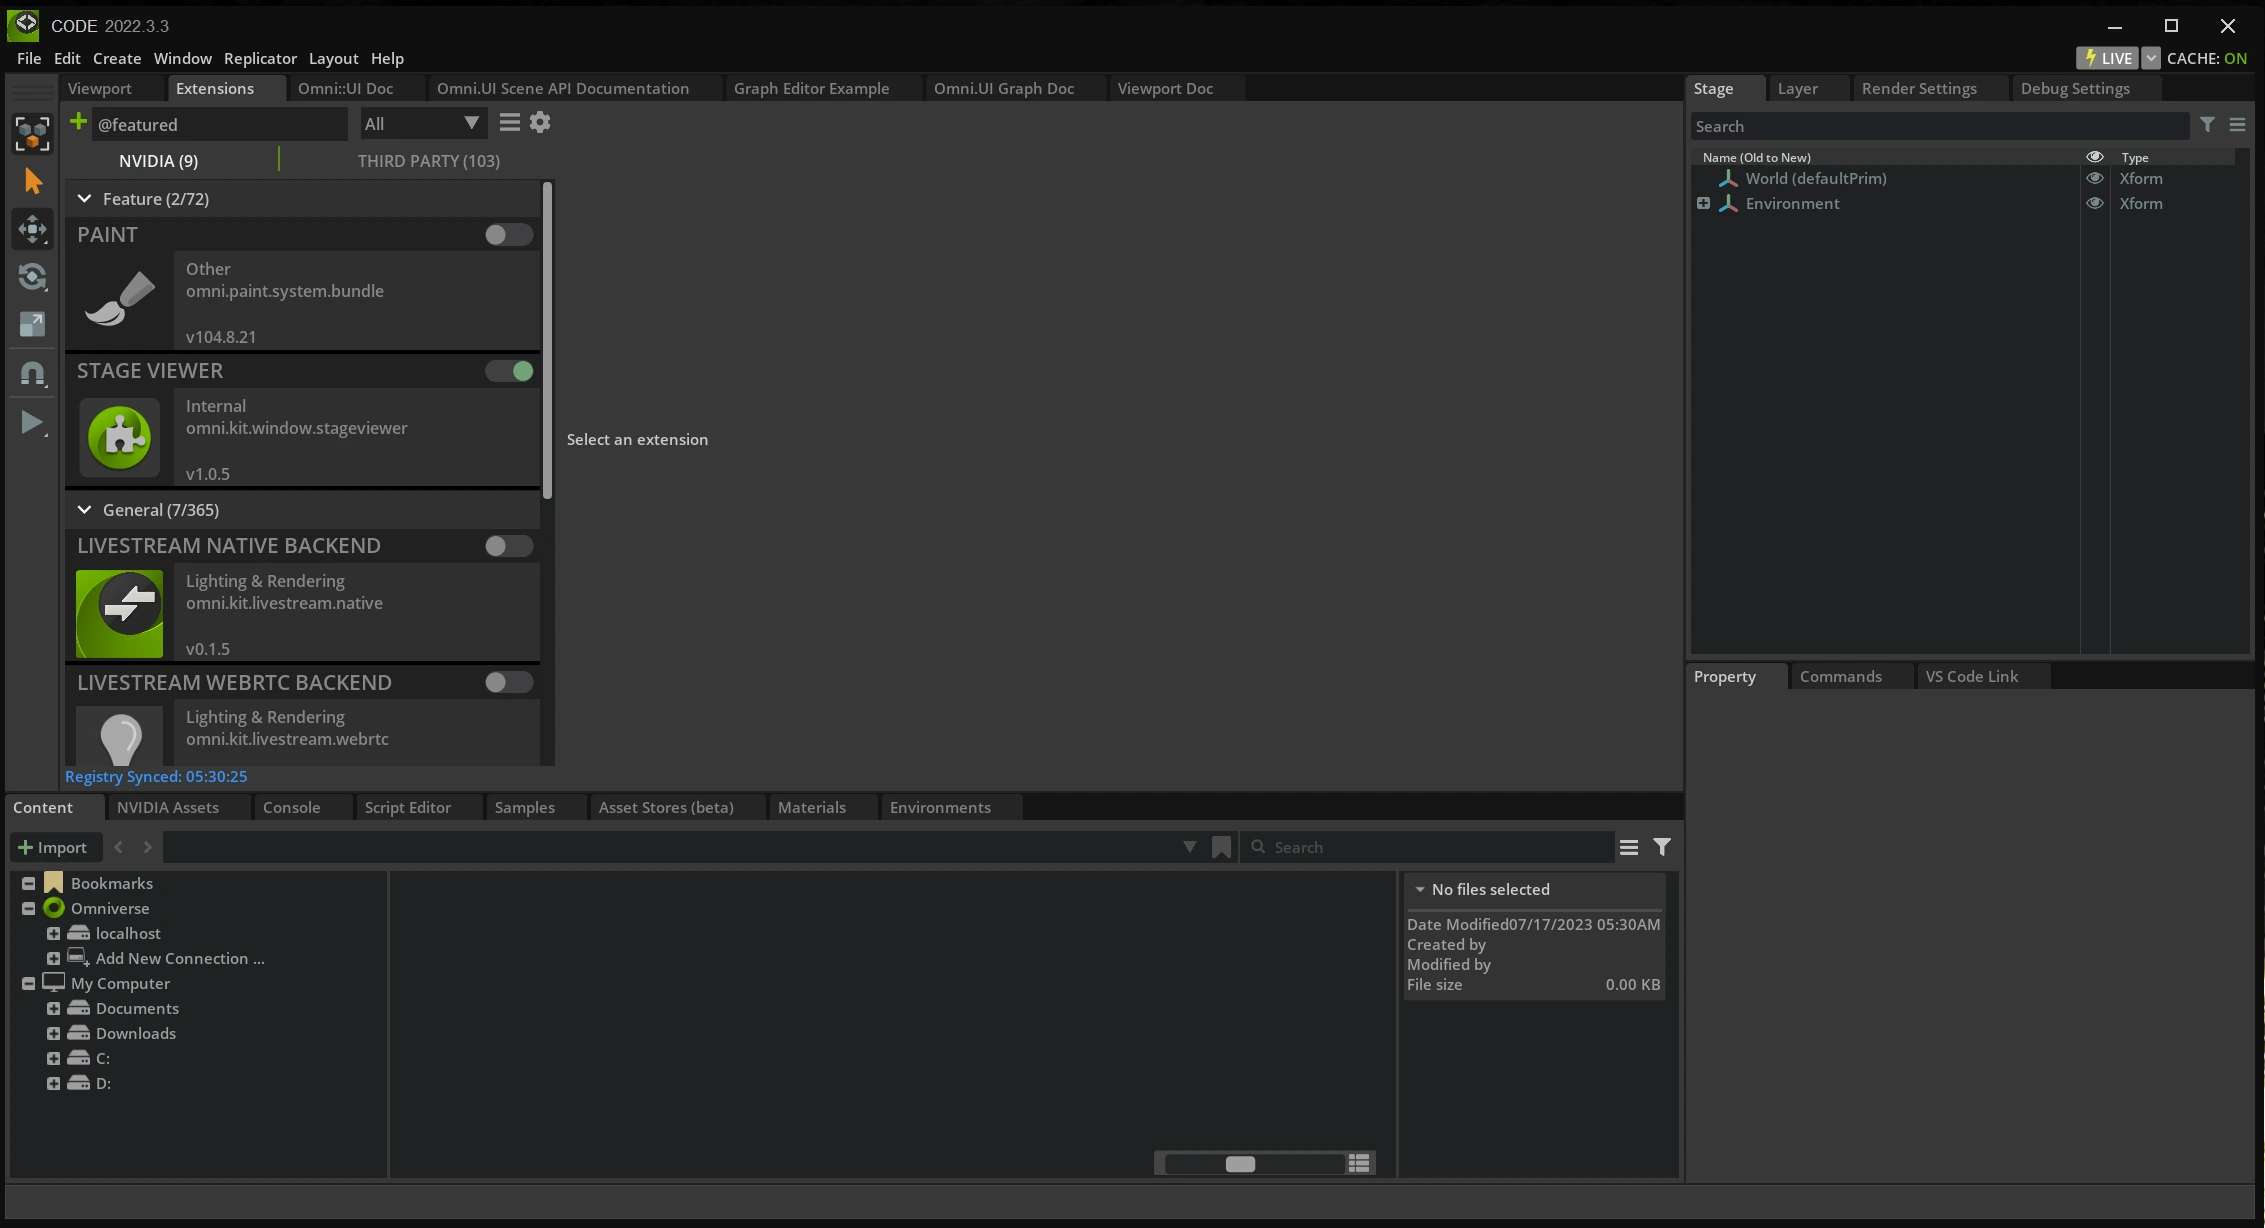 CODE 2022.3.3
File Edit Create Window Replicator Layout Help
LIVE CACHE: ON
Viewport Extensions Omni::UI Doc Omni.UI Scene API Documentation Graph Editor Example Omni.UI Graph Doc Viewport Doc
@featured All
NVIDIA (9) THIRD PARTY (103)
Feature (2/72)
PAINT
Other
omni.paint.system.bundle
v104.8.21
STAGE VIEWER
Internal
omni.kit.window.stageviewer
v1.0.5
General (7/365)
LIVESTREAM NATIVE BACKEND
Lighting & Rendering
omni.kit.livestream.native
v0.1.5
LIVESTREAM WEBRTC BACKEND
Lighting & Rendering
omni.kit.livestream.webrtc
Registry Synced: 05:30:25
Select an extension
Stage Layer Render Settings Debug Settings
Search
Name (Old to New) Type
World (defaultPrim) Xform
Environment Xform
Property Commands VS Code Link
Content NVIDIA Assets Console Script Editor Samples Asset Stores (beta) Materials Environments
Import Search
Bookmarks
Omniverse
localhost
Add New Connection ...
My Computer
Documents
Downloads
C:
D:
No files selected
Date Modified07/17/2023 05:30AM
Created by
Modified by
File size 0.00 KB